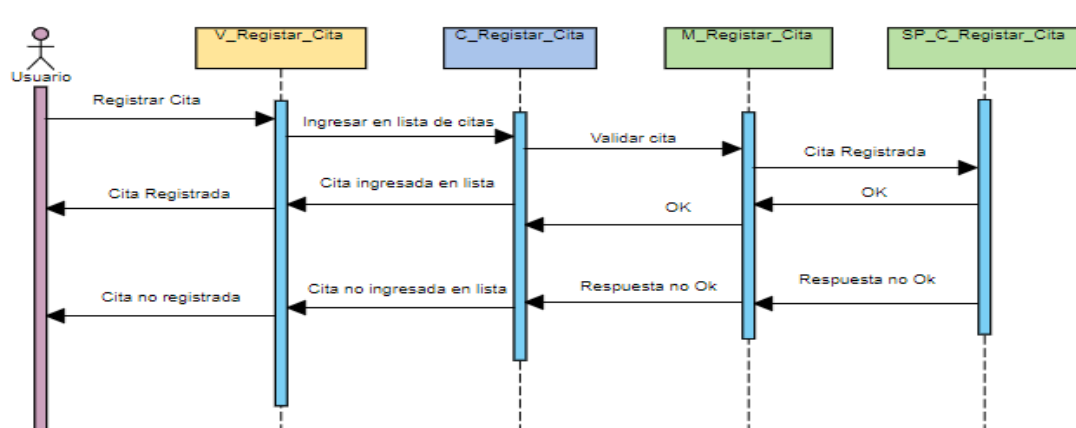 V_Registar_Cita
C_Registar_Cita
M_Registar_Cita
SP_C_Registar_Cita
Usuario
Registrar Cita
Ingresar en lista de citas
Validar cita
Cita Registrada
Cita Registrada
Cita ingresada en lista
OK
OK
Cita no registrada
Cita no ingresada en lista
Respuesta no Ok
Respuesta no Ok